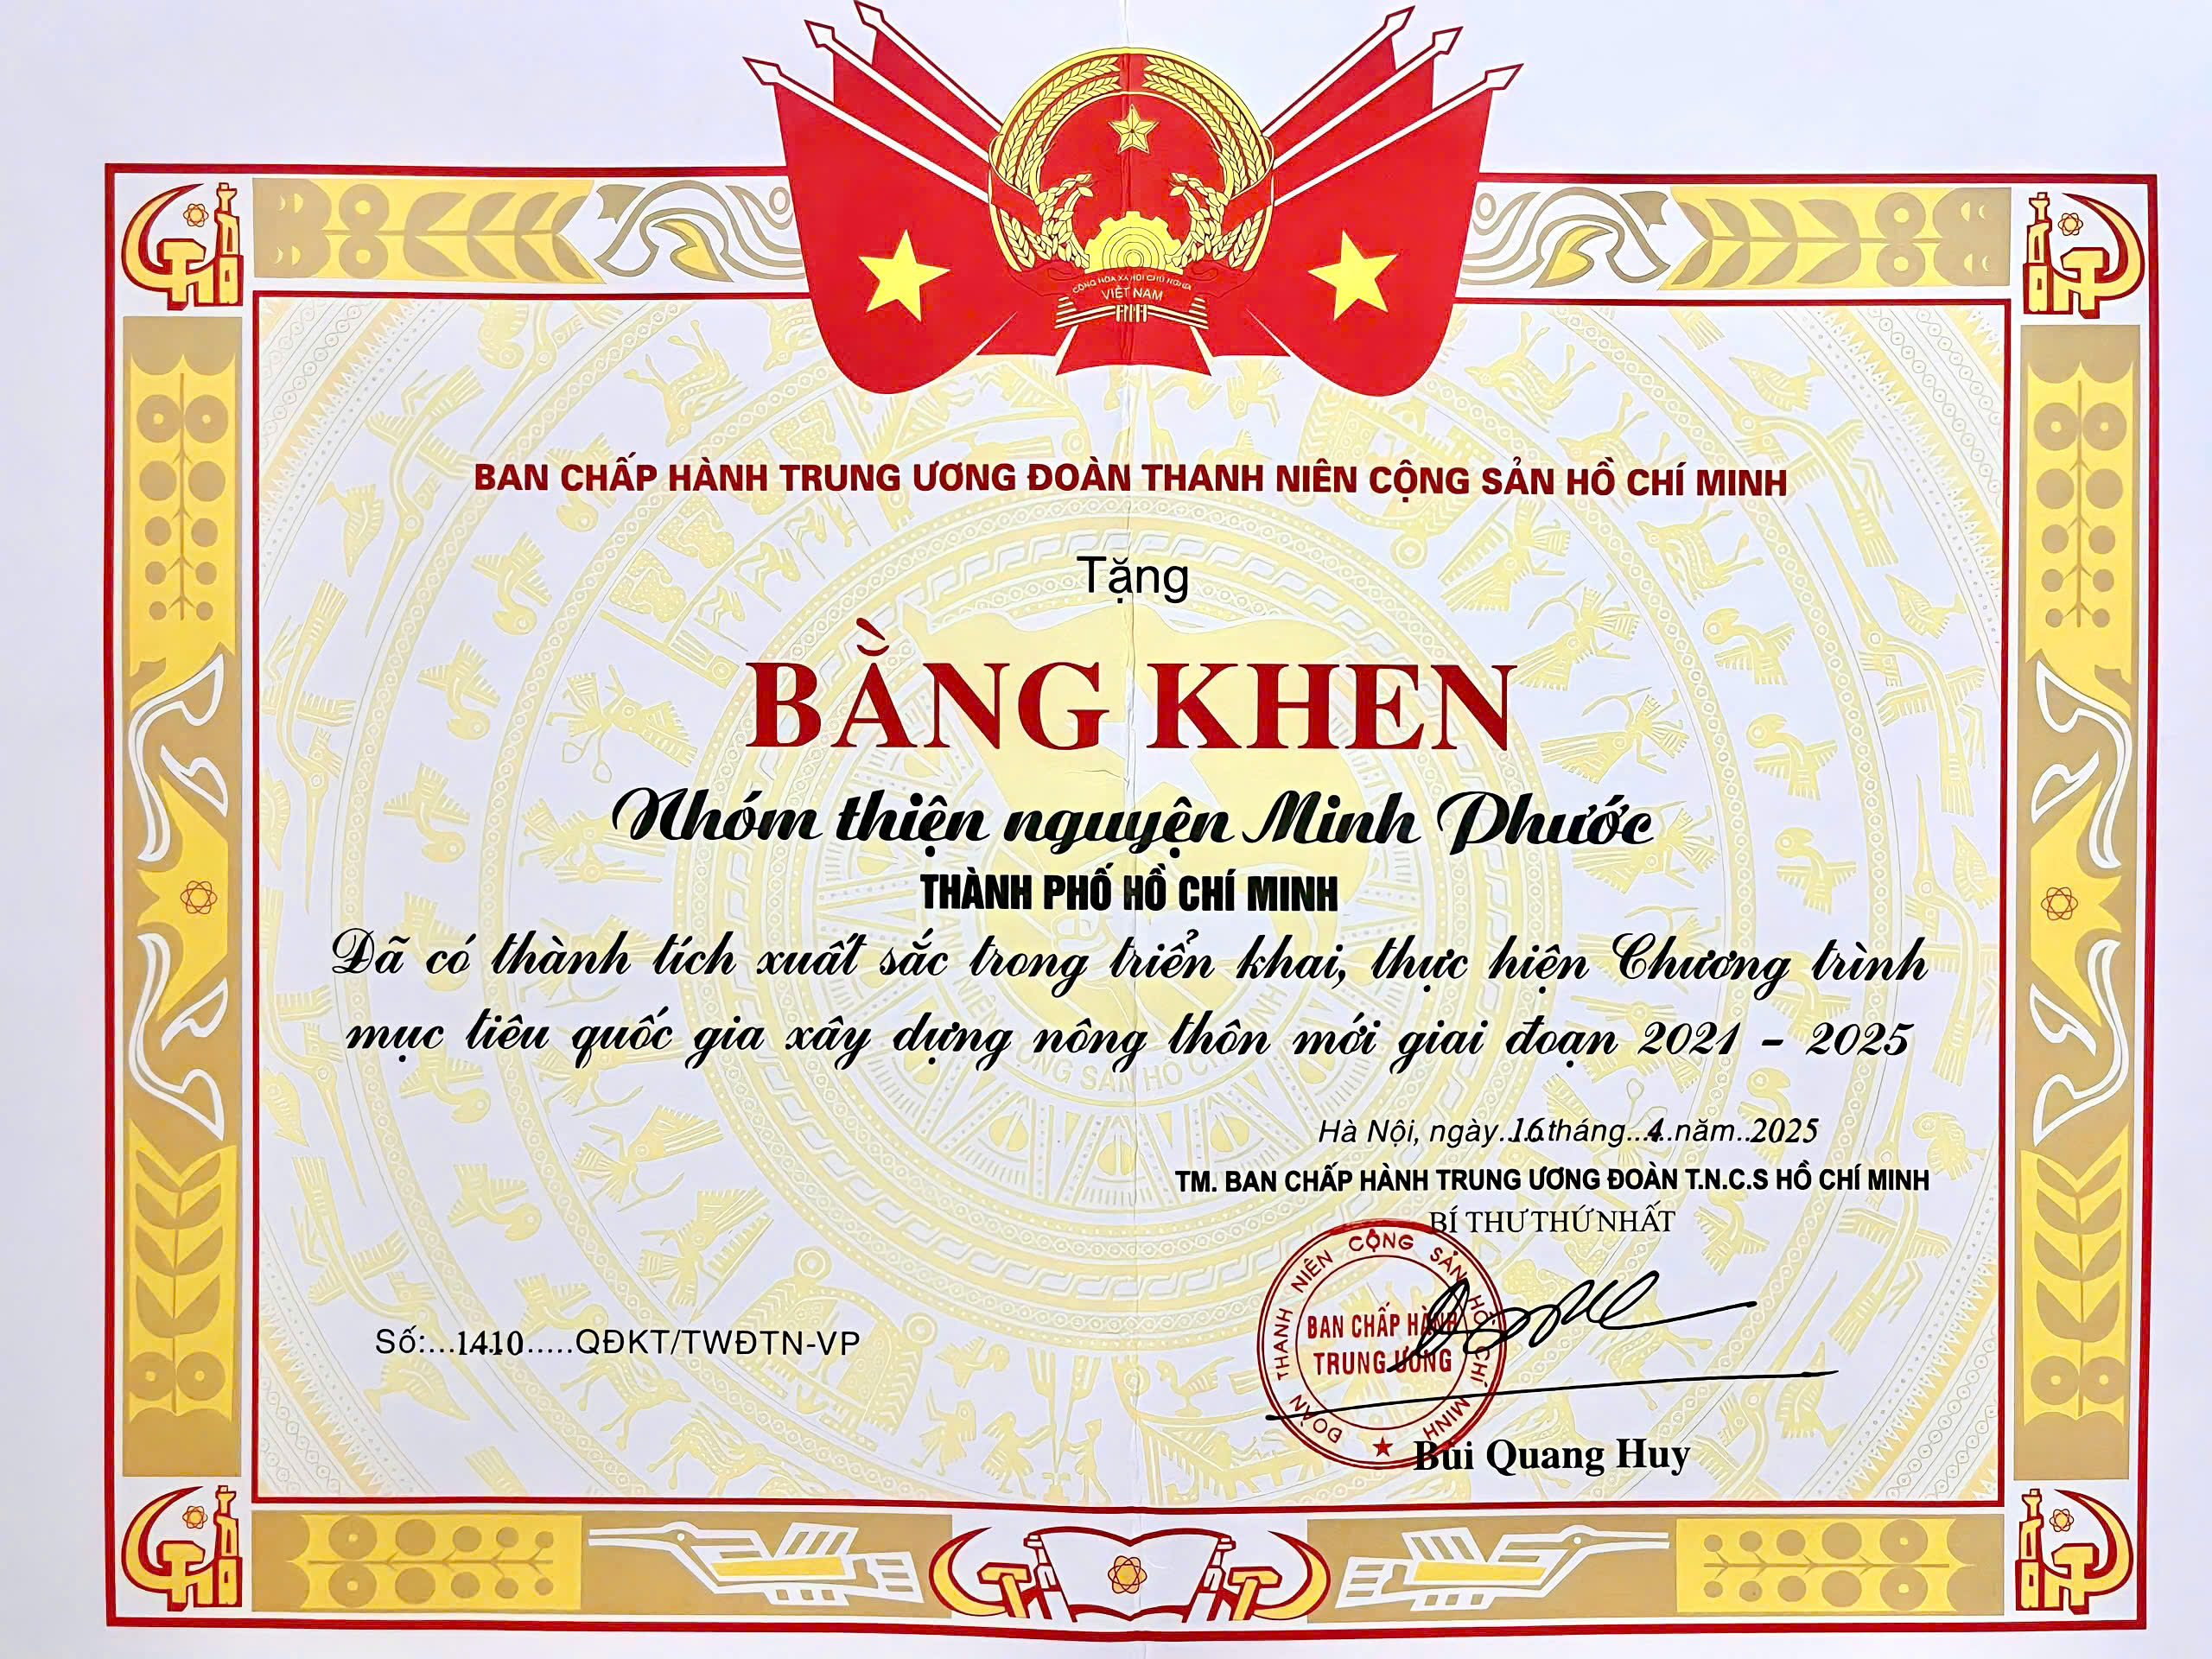 CỘNG HÒA XÃ HỘI CHỦ NGHĨA
VIỆT NAM
BAN CHẤP HÀNH TRUNG ƯƠNG ĐOÀN THANH NIÊN CỘNG SẢN HỒ CHÍ MINH
Tặng
BẰNG KHEN
Nhóm thiện nguyện Minh Phước
THÀNH PHỐ HỒ CHÍ MINH
Đã có thành tích xuất sắc trong triển khai, thực hiện Chương trình
mục tiêu quốc gia xây dựng nông thôn mới giai đoạn 2021 - 2025
Hà Nội, ngày..16.tháng...4..năm..2025
TM. BAN CHẤP HÀNH TRUNG ƯƠNG ĐOÀN T.N.C.S HỒ CHÍ MINH
BÍ THƯ THỨ NHẤT
ĐOÀN THANH NIÊN CỘNG SẢN HỒ CHÍ MINH
BAN CHẤP HÀNH
TRUNG ƯƠNG
Số:...1410.....QĐKT/TWĐTN-VP
Bùi Quang Huy